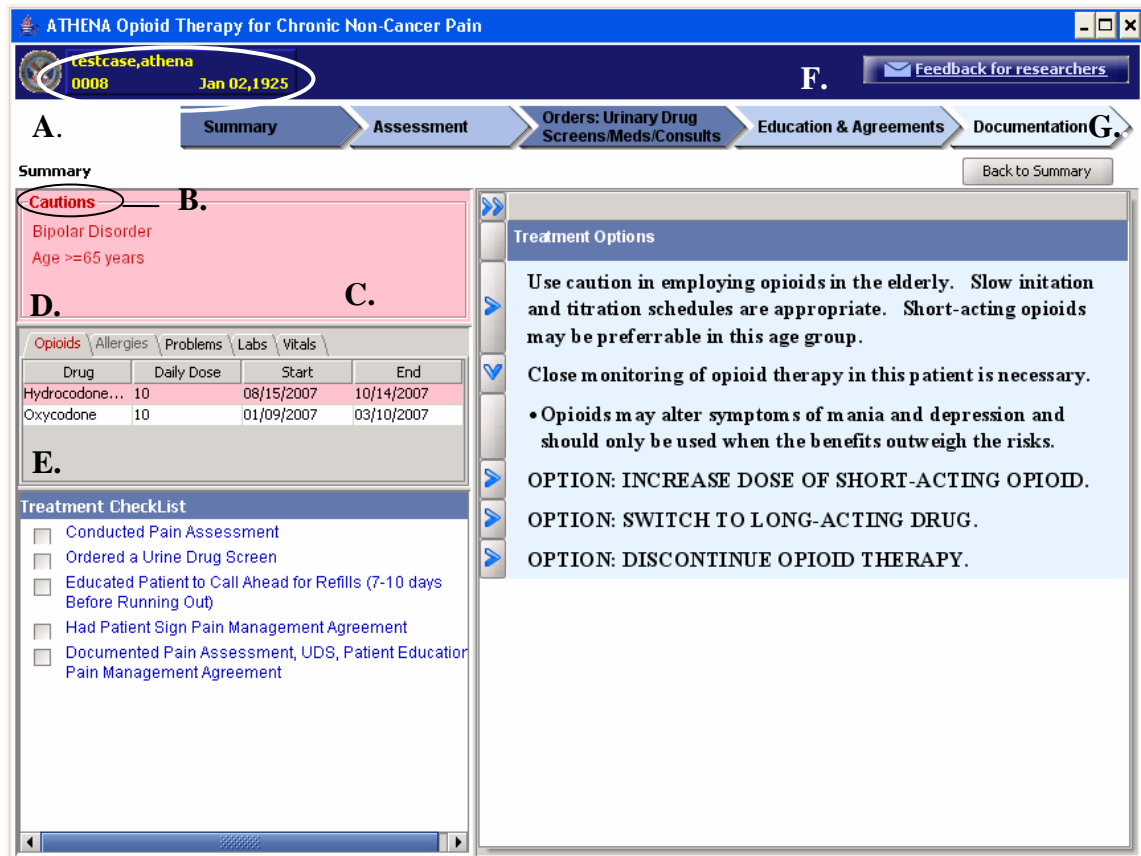 ATHENA Opioid Therapy for Chronic Non-Cancer Pain
testcase,athena
0008 Jan 02,1925
F.
Feedback for researchers
A.
Summary
Assessment
Orders: Urinary Drug
Screens/Meds/Consults
Education & Agreements
Documentation
G.
Summary
Back to Summary
Cautions
B.
Bipolar Disorder
Age >=65 years
D.
C.
Opioids Allergies Problems Labs Vitals
Drug Daily Dose Start End
Hydrocodone... 10 08/15/2007 10/14/2007
Oxycodone 10 01/09/2007 03/10/2007
E.
Treatment CheckList
Conducted Pain Assessment
Ordered a Urine Drug Screen
Educated Patient to Call Ahead for Refills (7-10 days
Before Running Out)
Had Patient Sign Pain Management Agreement
Documented Pain Assessment, UDS, Patient Education
Pain Management Agreement
Treatment Options
Use caution in employing opioids in the elderly. Slow initation
and titration schedules are appropriate. Short-acting opioids
may be preferrable in this age group.
Close monitoring of opioid therapy in this patient is necessary.
• Opioids may alter symptoms of mania and depression and
should only be used when the benefits outweigh the risks.
OPTION: INCREASE DOSE OF SHORT-ACTING OPIOID.
OPTION: SWITCH TO LONG-ACTING DRUG.
OPTION: DISCONTINUE OPIOID THERAPY.